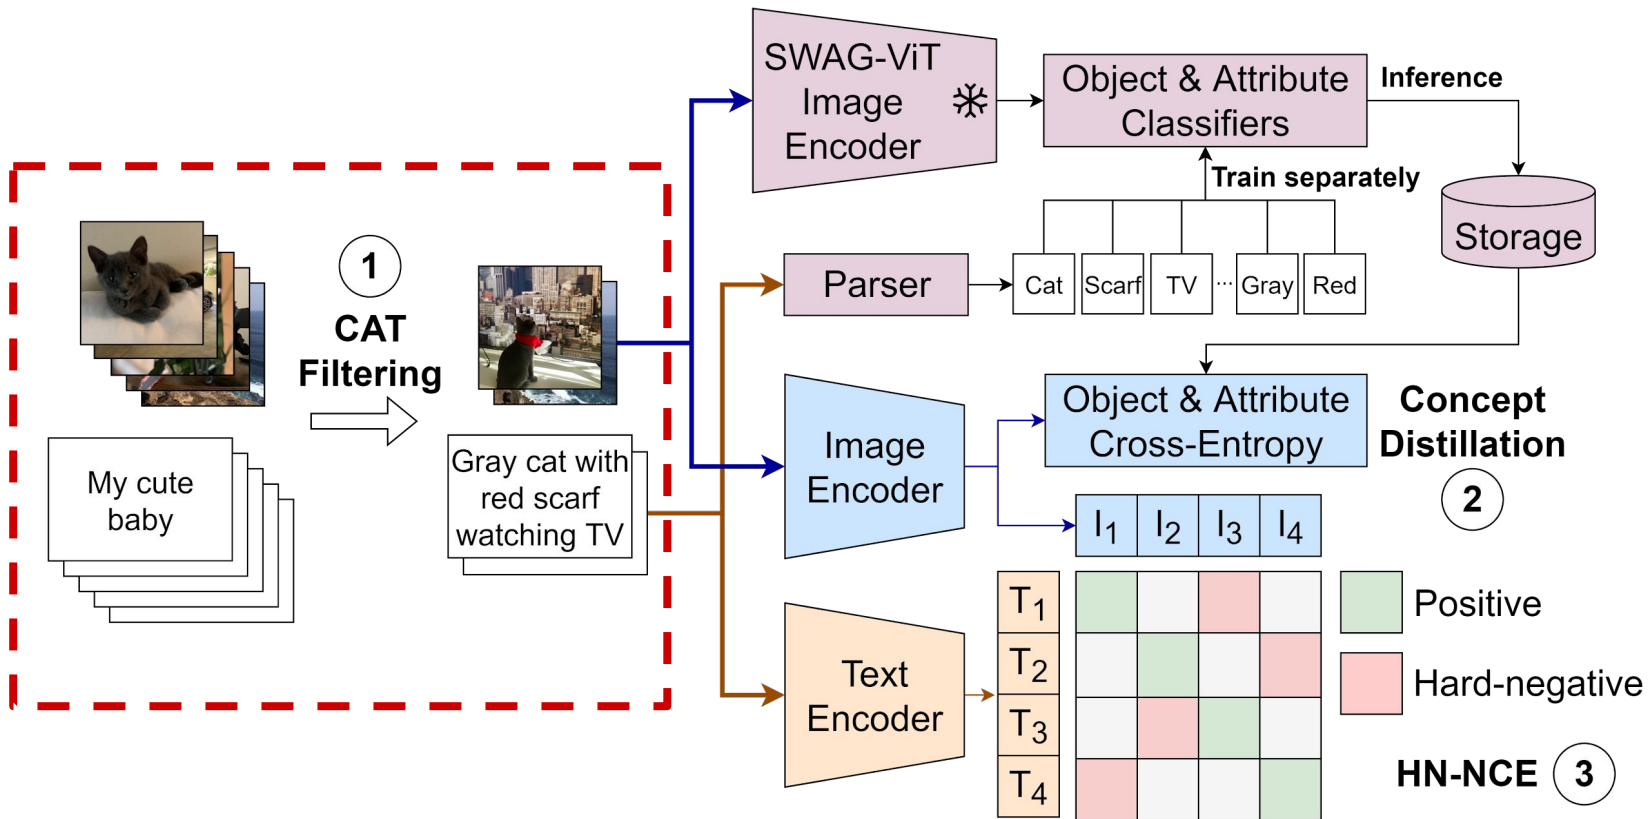 SWAG-ViT
Image
Encoder
Object & Attribute
Classifiers
Inference
Train separately
Storage
1
CAT
Filtering
Parser
Cat
Scarf
TV
...
Gray
Red
My cute
baby
Gray cat with
red scarf
watching TV
Image
Encoder
Object & Attribute
Cross-Entropy
Concept
Distillation
2
I1
I2
I3
I4
Text
Encoder
T1
T2
T3
T4
Positive
Hard-negative
HN-NCE 3